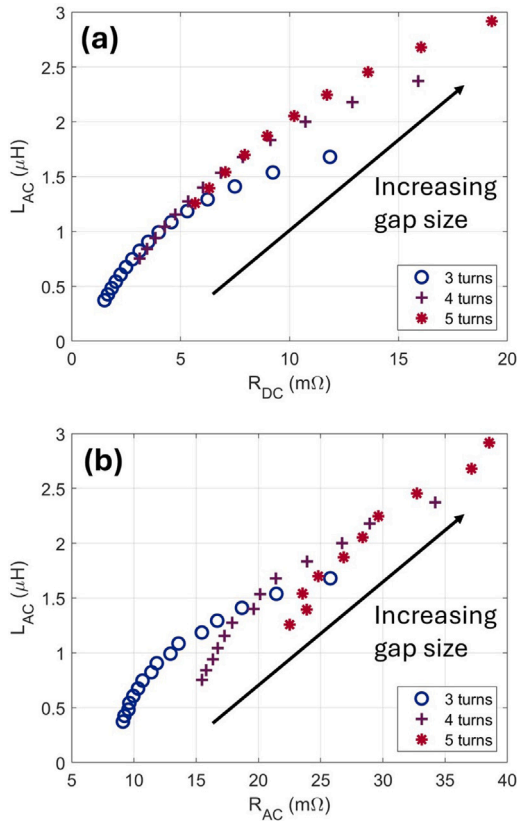 (a)
3
2.5
2
1.5
1
0.5
0
L_AC (μH)
Increasing
gap size
3 turns
4 turns
5 turns
0 5 10 15 20
R_DC (mΩ)
(b)
3
2.5
2
1.5
1
0.5
0
L_AC (μH)
Increasing
gap size
3 turns
4 turns
5 turns
5 10 15 20 25 30 35 40
R_AC (mΩ)